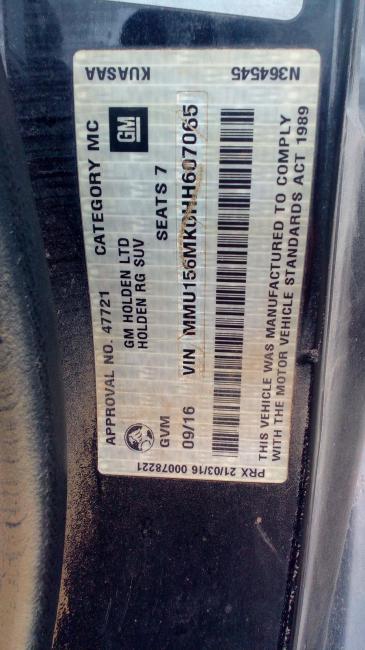 KUASAA
N364545
APPROVAL NO. 47721 CATEGORY MC
GM HOLDEN LTD
HOLDEN RG SUV
GM
GVM SEATS 7
09/16 VIN MMU156MK0HH607065
THIS VEHICLE WAS MANUFACTURED TO COMPLY
WITH THE MOTOR VEHICLE STANDARDS ACT 1989
PRX 21/03/16 00078221